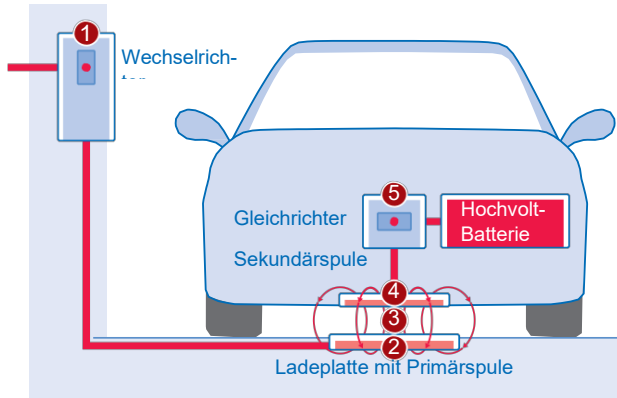 1
Wechselrich-
5
Gleichrichter
Hochvolt-
Batterie
Sekundärspule
4
3
2
Ladeplatte mit Primärspule